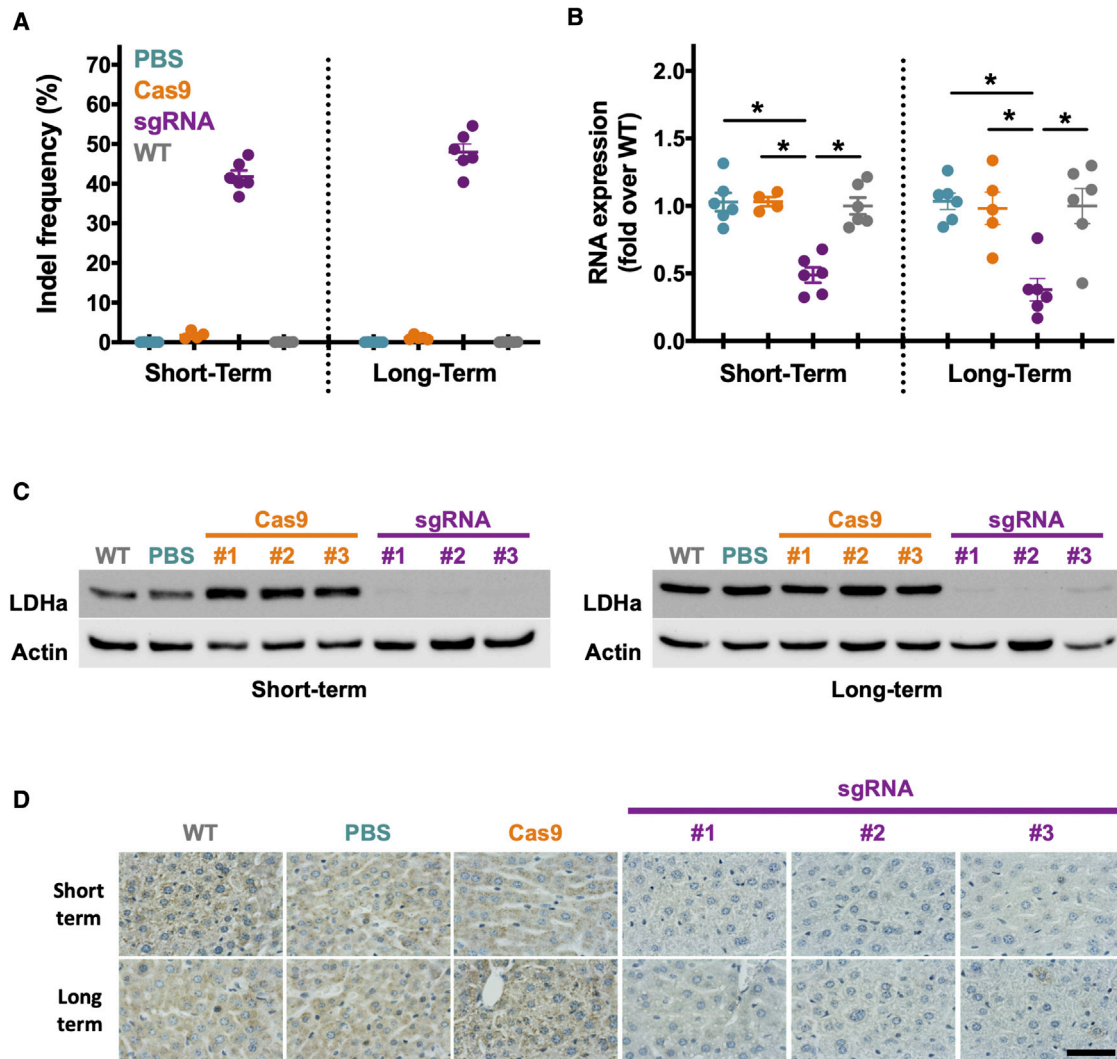 A
PBS
Cas9
sgRNA
WT
Indel frequency (%)
70
60
50
40
30
20
10
0
Short-Term
Long-Term
B
RNA expression
(fold over WT)
2.0
1.5
1.0
0.5
0.0
* * *
* * *
Short-Term
Long-Term
C
Cas9
sgRNA
WT PBS #1 #2 #3 #1 #2 #3
LDHa
Actin
Short-term
Cas9
sgRNA
WT PBS #1 #2 #3 #1 #2 #3
LDHa
Actin
Long-term
D
sgRNA
WT PBS Cas9 #1 #2 #3
Short
term
Long
term